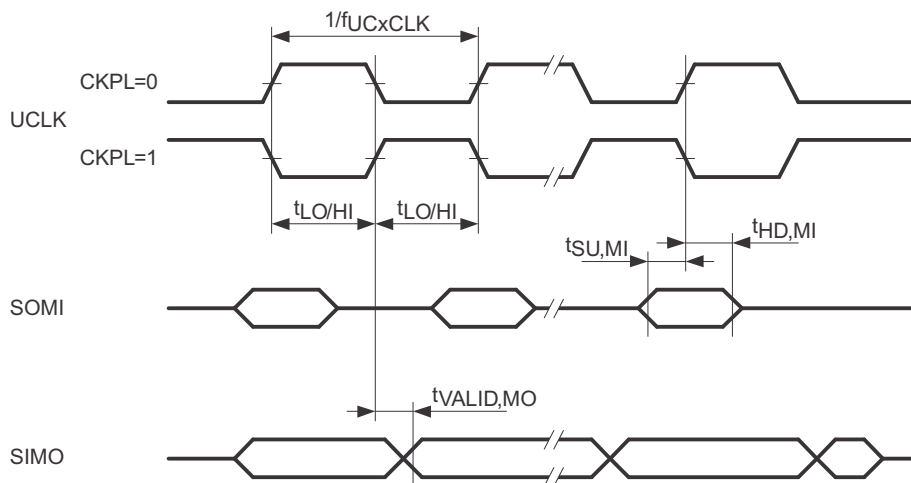 1/fUCxCLK
CKPL=0
UCLK
CKPL=1
tLO/HI tLO/HI
tSU,MI tHD,MI
SOMI
tVALID,MO
SIMO